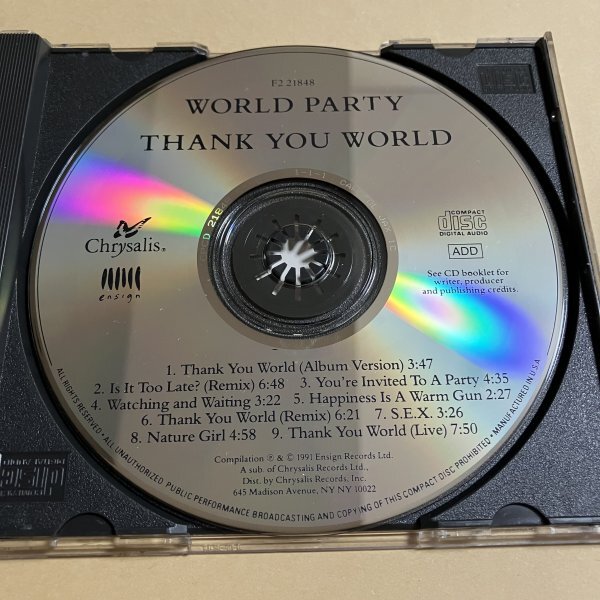 F2 21848
WORLD PARTY
THANK YOU WORLD
Chrysalis®
ensign
COMPACT
disc
DIGITAL AUDIO
ADD
See CD booklet for
writer, producer
and publishing credits.
1. Thank You World (Album Version) 3:47
2. Is It Too Late? (Remix) 6:48 3. You're Invited To A Party 4:35
4. Watching and Waiting 3:22 5. Happiness Is A Warm Gun 2:27
6. Thank You World (Remix) 6:21 7. S.E.X. 3:26
8. Nature Girl 4:58 9. Thank You World (Live) 7:50
Compilation ℗ & © 1991 Ensign Records Ltd.
A sub. of Chrysalis Records Ltd.,
Dist. by Chrysalis Records, Inc.
645 Madison Avenue, NY NY 10022
ALL RIGHTS RESERVED • ALL UNAUTHORIZED PUBLIC PERFORMANCE BROADCASTING AND COPYING OF THIS COMPACT DISC PROHIBITED • MANUFACTURED IN U.S.A.